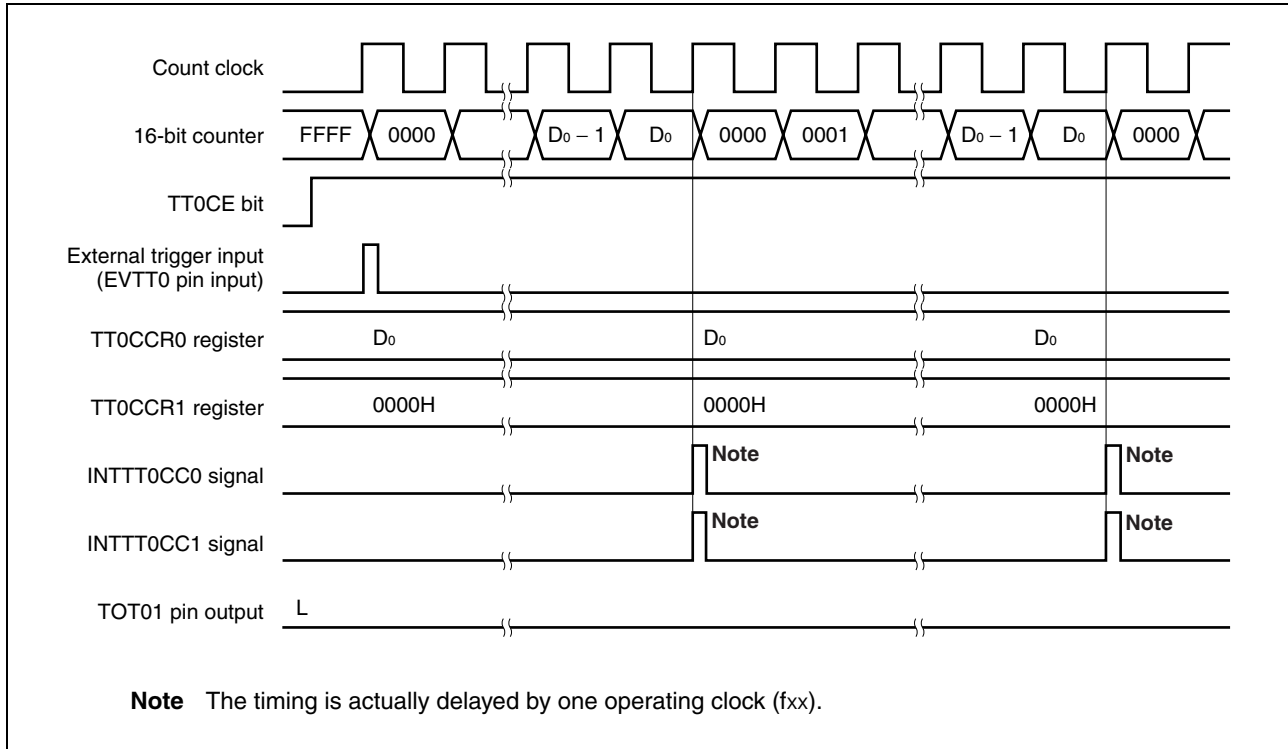 Count clock
16-bit counter FFFF 0000 D0 − 1 D0 0000 0001 D0 − 1 D0 0000
TT0CE bit
External trigger input
(EVTT0 pin input)
TT0CCR0 register D0 D0 D0
TT0CCR1 register 0000H 0000H 0000H
INTTT0CC0 signal Note Note
INTTT0CC1 signal Note Note
TOT01 pin output L
Note The timing is actually delayed by one operating clock (fxx).